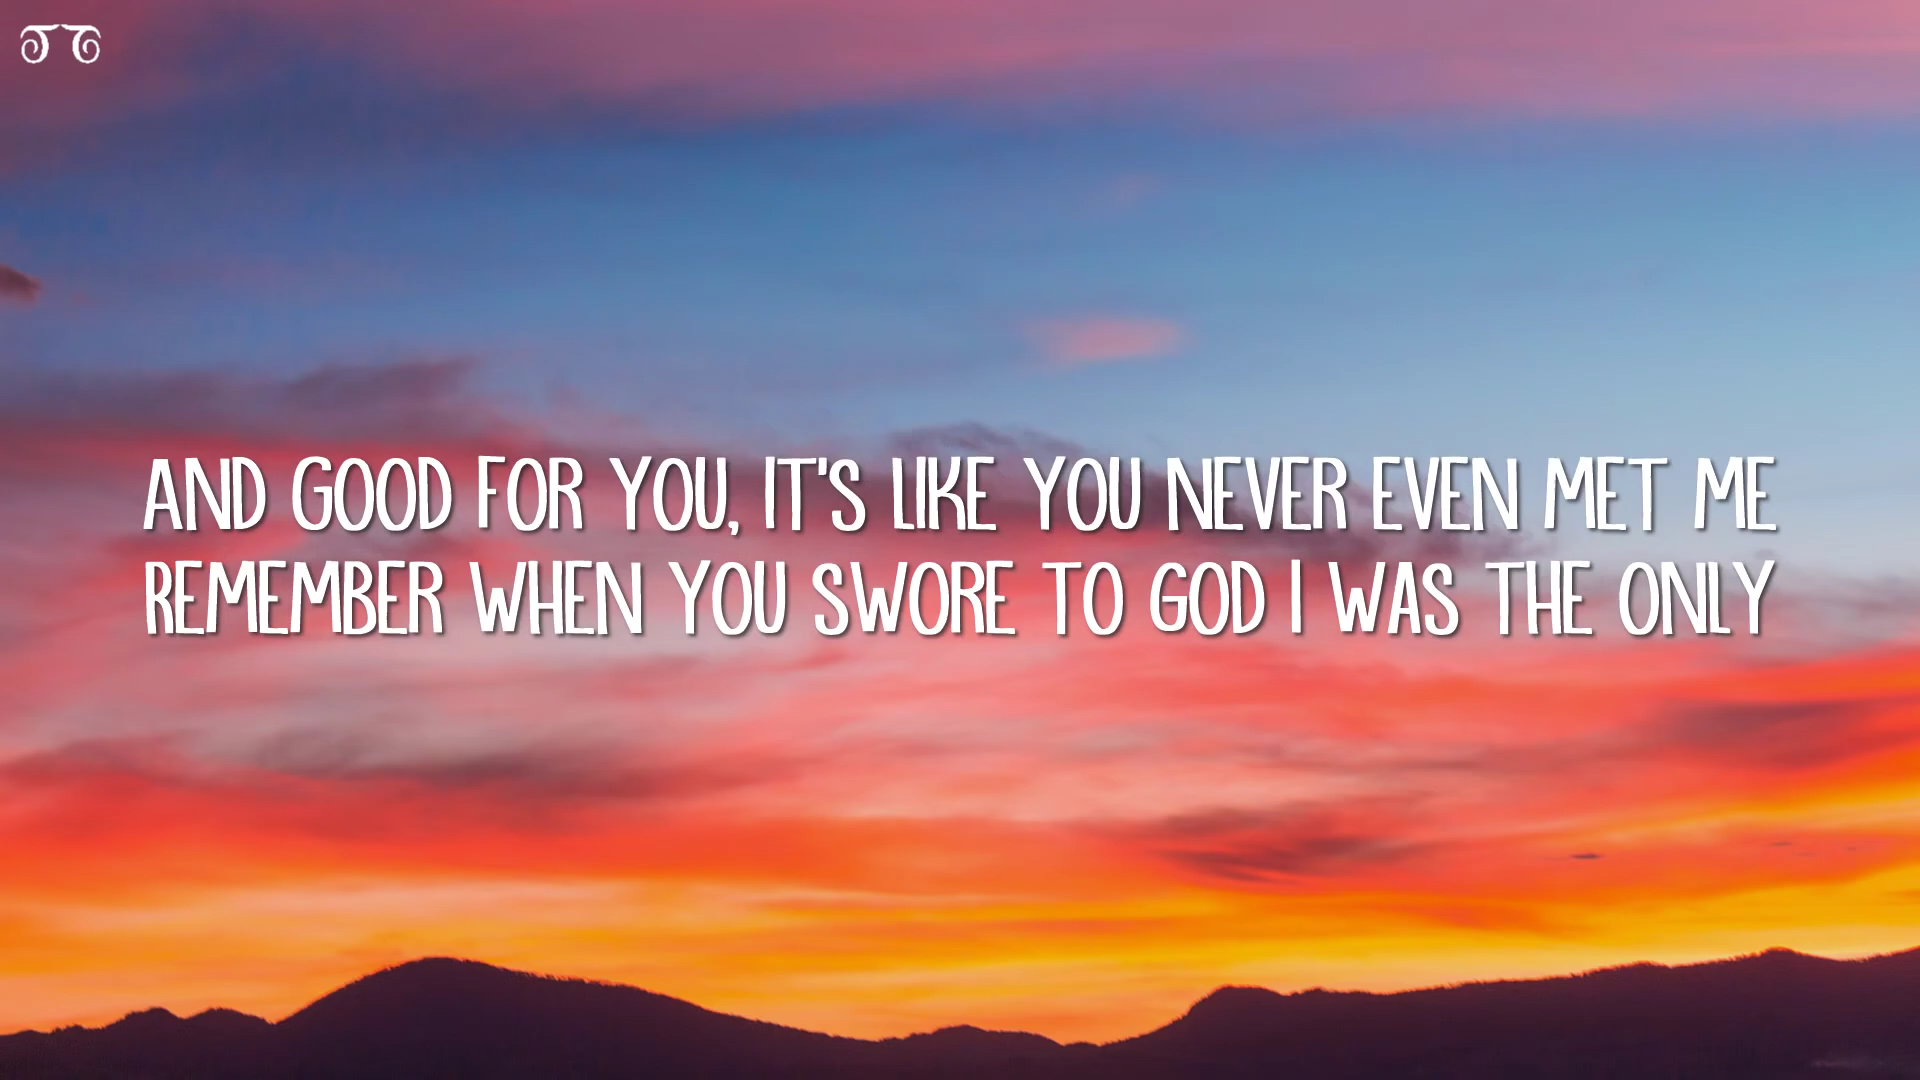 AND GOOD FOR YOU, IT'S LIKE YOU NEVER EVEN MET ME
REMEMBER WHEN YOU SWORE TO GOD I WAS THE ONLY